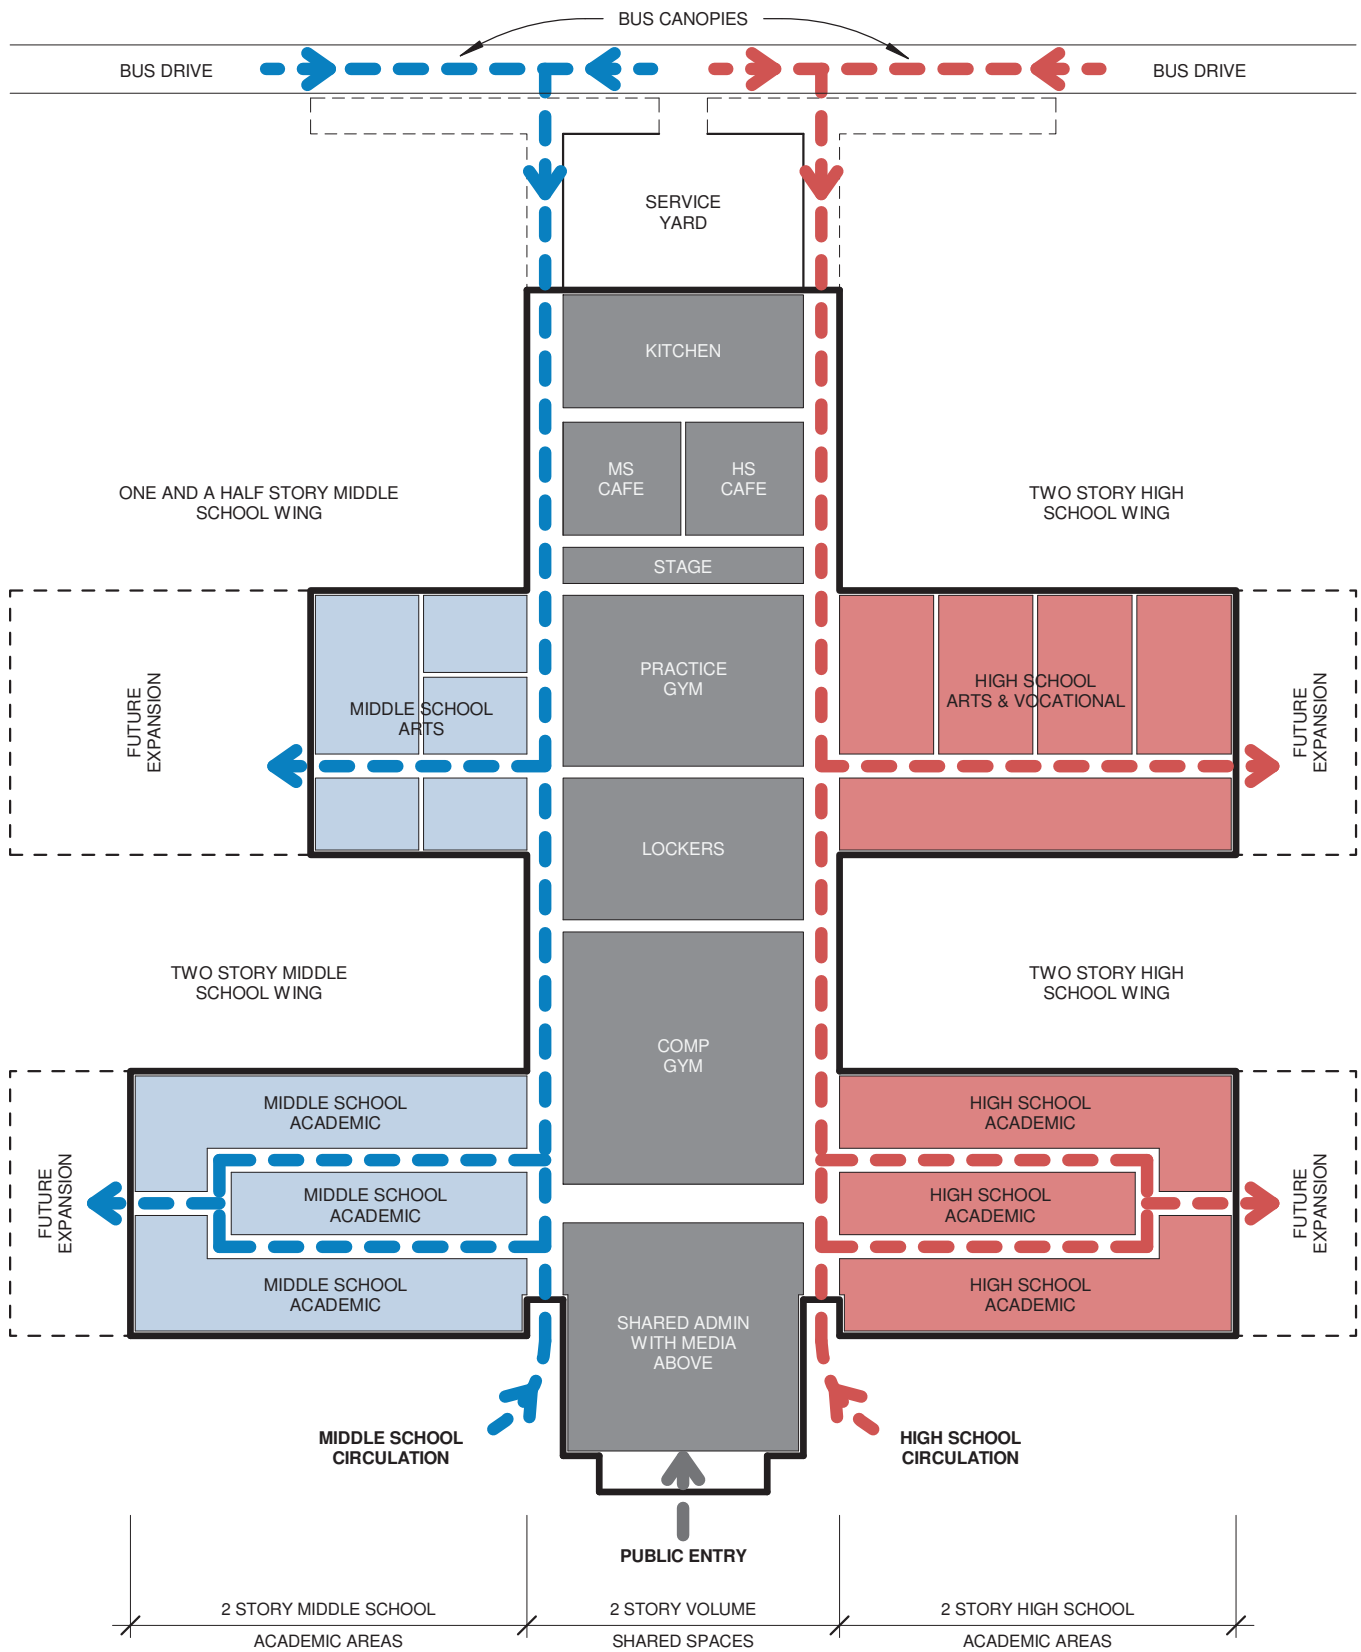 BUS CANOPIES
BUS DRIVE
BUS DRIVE
SERVICE
YARD
KITCHEN
MS
CAFE
HS
CAFE
ONE AND A HALF STORY MIDDLE
SCHOOL WING
TWO STORY HIGH
SCHOOL WING
STAGE
PRACTICE
GYM
MIDDLE SCHOOL
ARTS
HIGH SCHOOL
ARTS & VOCATIONAL
FUTURE
EXPANSION
FUTURE
EXPANSION
LOCKERS
TWO STORY MIDDLE
SCHOOL WING
TWO STORY HIGH
SCHOOL WING
COMP
GYM
MIDDLE SCHOOL
ACADEMIC
HIGH SCHOOL
ACADEMIC
FUTURE
EXPANSION
MIDDLE SCHOOL
ACADEMIC
HIGH SCHOOL
ACADEMIC
FUTURE
EXPANSION
MIDDLE SCHOOL
ACADEMIC
HIGH SCHOOL
ACADEMIC
SHARED ADMIN
WITH MEDIA
ABOVE
MIDDLE SCHOOL
CIRCULATION
HIGH SCHOOL
CIRCULATION
PUBLIC ENTRY
2 STORY MIDDLE SCHOOL
ACADEMIC AREAS
2 STORY VOLUME
SHARED SPACES
2 STORY HIGH SCHOOL
ACADEMIC AREAS